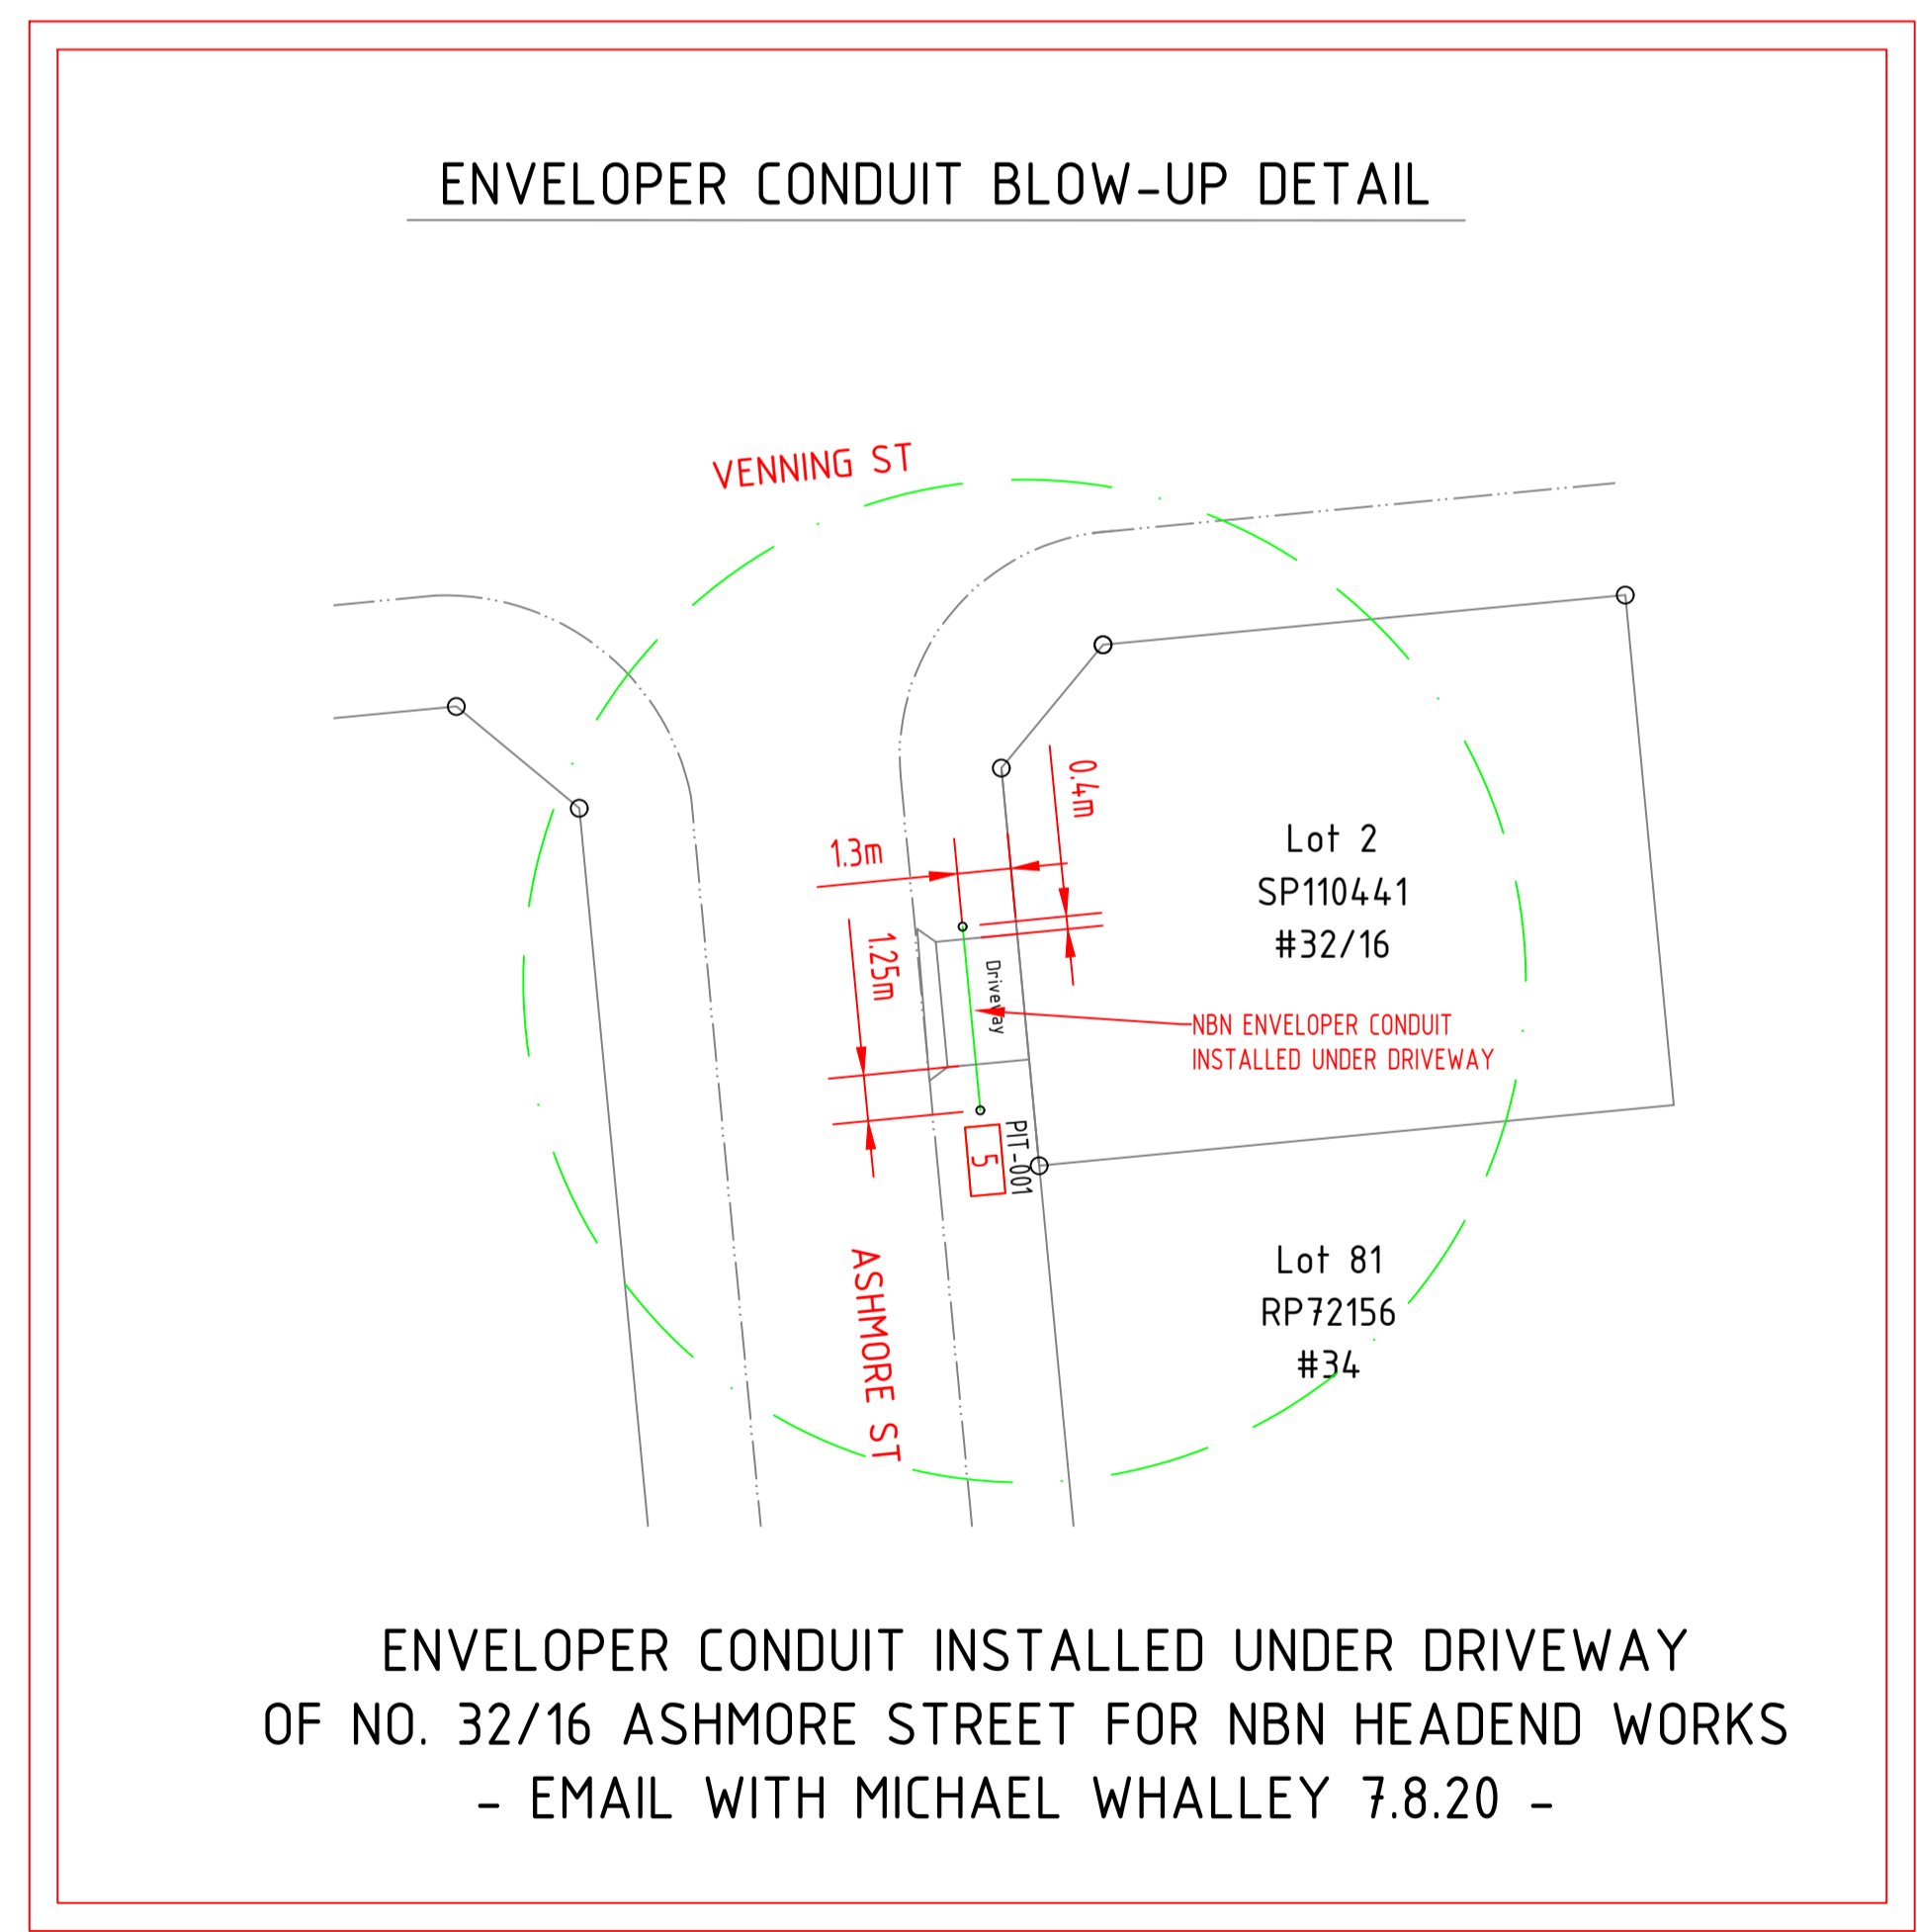 ENVELOPER CONDUIT BLOW-UP DETAIL
VENNING ST
0.4m
1.3m
Lot 2
SP110441
#32/16
1.25m
Driveway
NBN ENVELOPER CONDUIT
INSTALLED UNDER DRIVEWAY
PIT-001
5
ASHMORE ST
Lot 81
RP72156
#34
ENVELOPER CONDUIT INSTALLED UNDER DRIVEWAY
OF NO. 32/16 ASHMORE STREET FOR NBN HEADEND WORKS
- EMAIL WITH MICHAEL WHALLEY 7.8.20 -